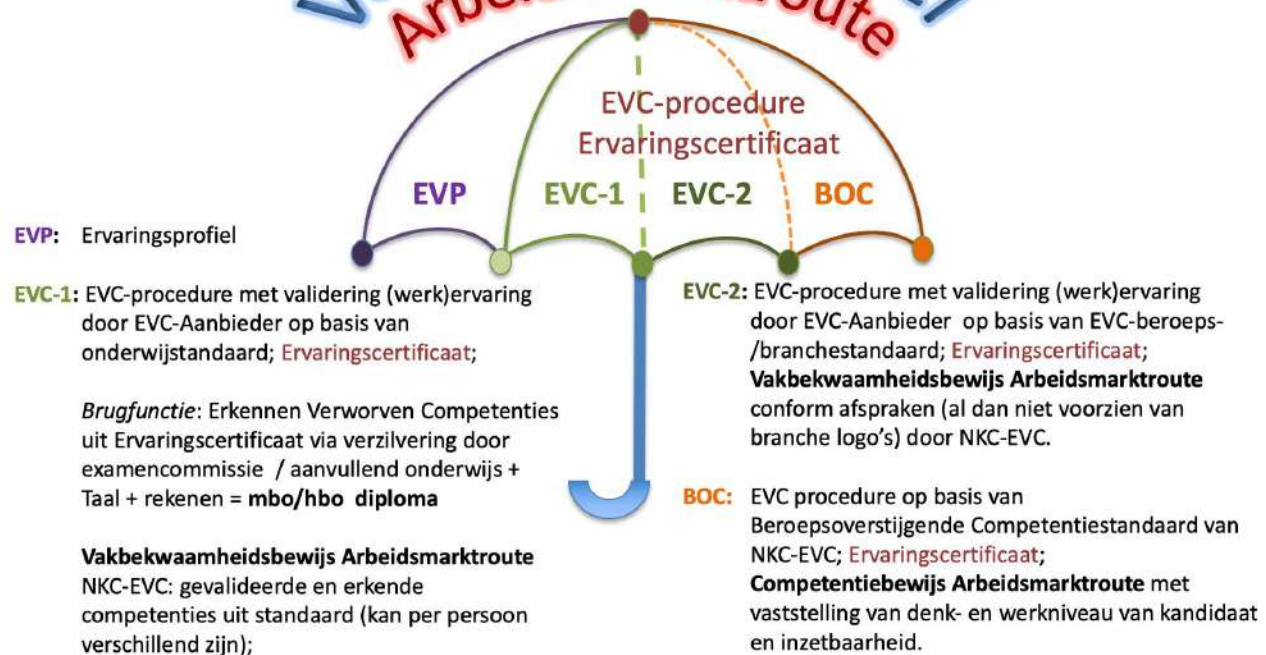 Arbeidsmarktroute
EVC-procedure
Ervaringscertificaat
EVP EVC-1 EVC-2 BOC
EVP: Ervaringsprofiel
EVC-1: EVC-procedure met validering (werk)ervaring
door EVC-Aanbieder op basis van
onderwijstandaard; Ervaringscertificaat;
Brugfunctie: Erkennen Verworven Competenties
uit Ervaringscertificaat via verzilvering door
examencommissie / aanvullend onderwijs +
Taal + rekenen = mbo/hbo diploma
Vakbekwaamheidsbewijs Arbeidsmarktroute
NKC-EVC: gevalideerde en erkende
competenties uit standaard (kan per persoon
verschillend zijn);
EVC-2: EVC-procedure met validering (werk)ervaring
door EVC-Aanbieder op basis van EVC-beroeps-
/branchestandaard; Ervaringscertificaat;
Vakbekwaamheidsbewijs Arbeidsmarktroute
conform afspraken (al dan niet voorzien van
branche logo's) door NKC-EVC.
BOC: EVC procedure op basis van
Beroepsoverstijgende Competentiestandaard van
NKC-EVC; Ervaringscertificaat;
Competentiebewijs Arbeidsmarktroute met
vaststelling van denk- en werkniveau van kandidaat
en inzetbaarheid.